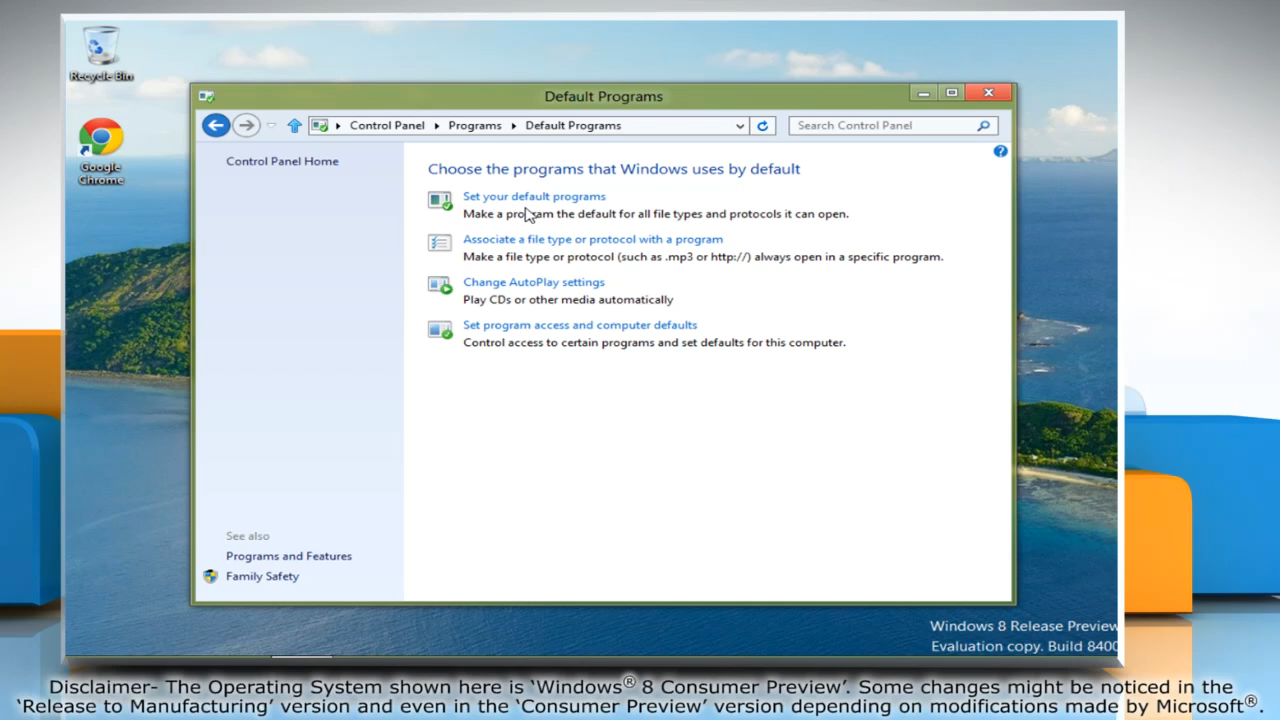 Recycle Bin
Google
Chrome
Default Programs
Control Panel Programs Default Programs
Search Control Panel
Control Panel Home
Choose the programs that Windows uses by default
Set your default programs
Make a program the default for all file types and protocols it can open.
Associate a file type or protocol with a program
Make a file type or protocol (such as .mp3 or http://) always open in a specific program.
Change AutoPlay settings
Play CDs or other media automatically
Set program access and computer defaults
Control access to certain programs and set defaults for this computer.
See also
Programs and Features
Family Safety
Windows 8 Release Preview
Evaluation copy. Build 8400
Disclaimer- The Operating System shown here is ‘Windows® 8 Consumer Preview’. Some changes might be noticed in the
‘Release to Manufacturing’ version and even in the ‘Consumer Preview’ version depending on modifications made by Microsoft®.